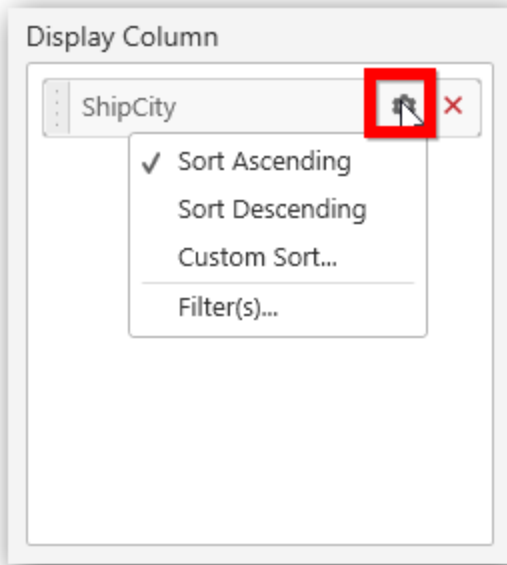 Display Column
ShipCity
Sort Ascending
Sort Descending
Custom Sort...
Filter(s)...